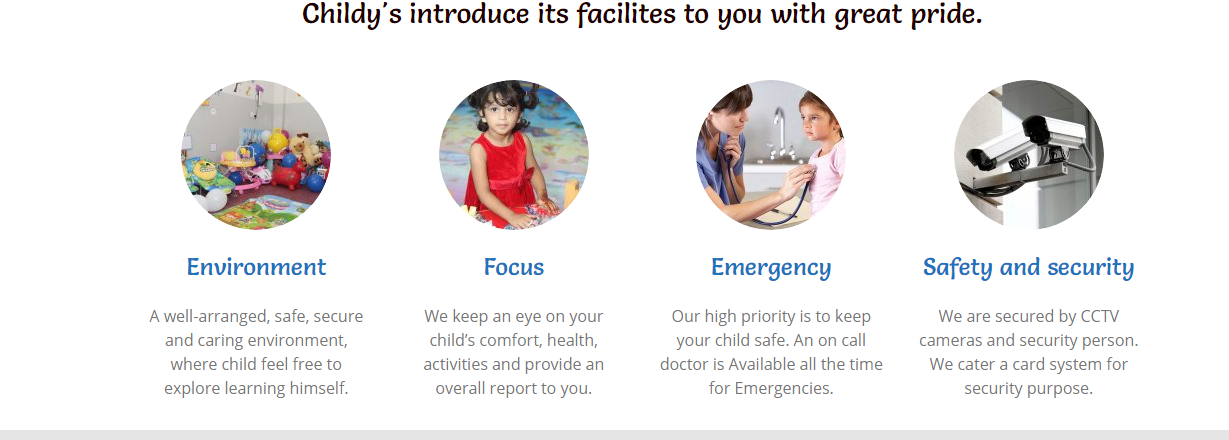 Childy's introduce its facilites to you with great pride.
Environment
A well-arranged, safe, secure
and caring environment,
where child feel free to
explore learning himself.
Focus
We keep an eye on your
child's comfort, health,
activities and provide an
overall report to you.
Emergency
Our high priority is to keep
your child safe. An on call
doctor is Available all the time
for Emergencies.
Safety and security
We are secured by CCTV
cameras and security person.
We cater a card system for
security purpose.